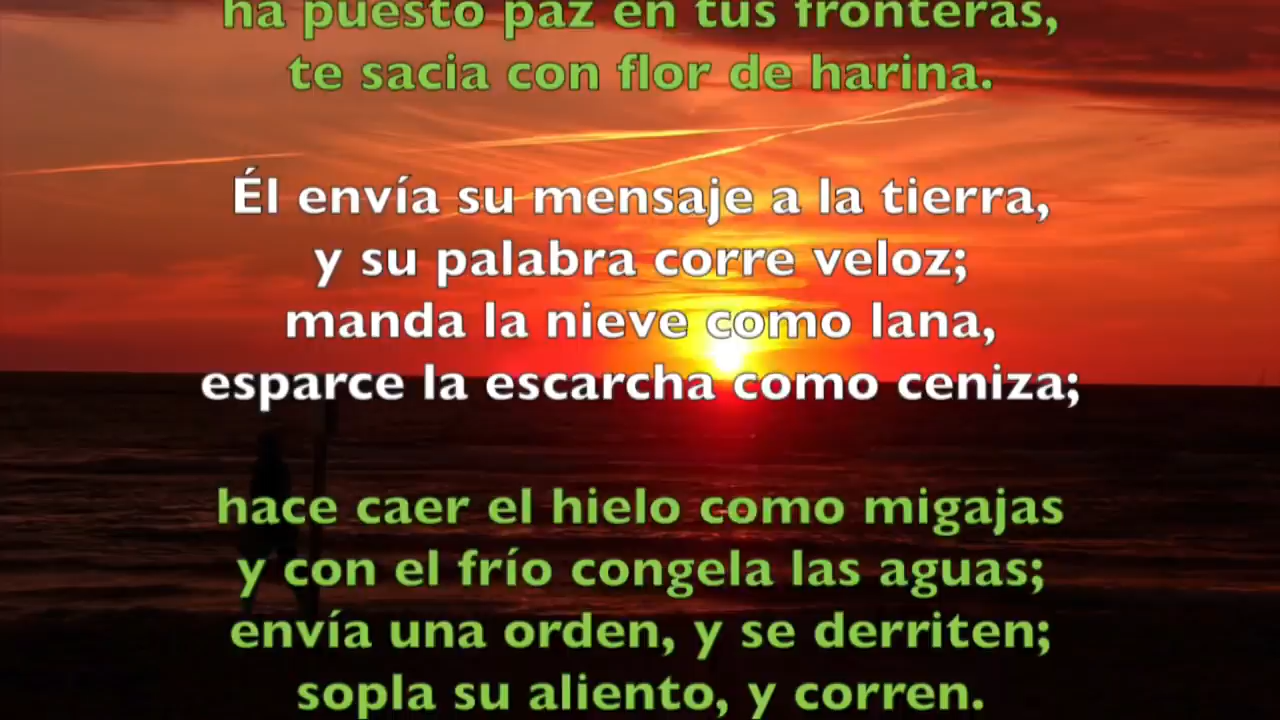 ha puesto paz en tus fronteras,
te sacia con flor de harina.
Él envía su mensaje a la tierra,
y su palabra corre veloz;
manda la nieve como lana,
esparce la escarcha como ceniza;
hace caer el hielo como migajas
y con el frío congela las aguas;
envía una orden, y se derriten;
sopla su aliento, y corren.